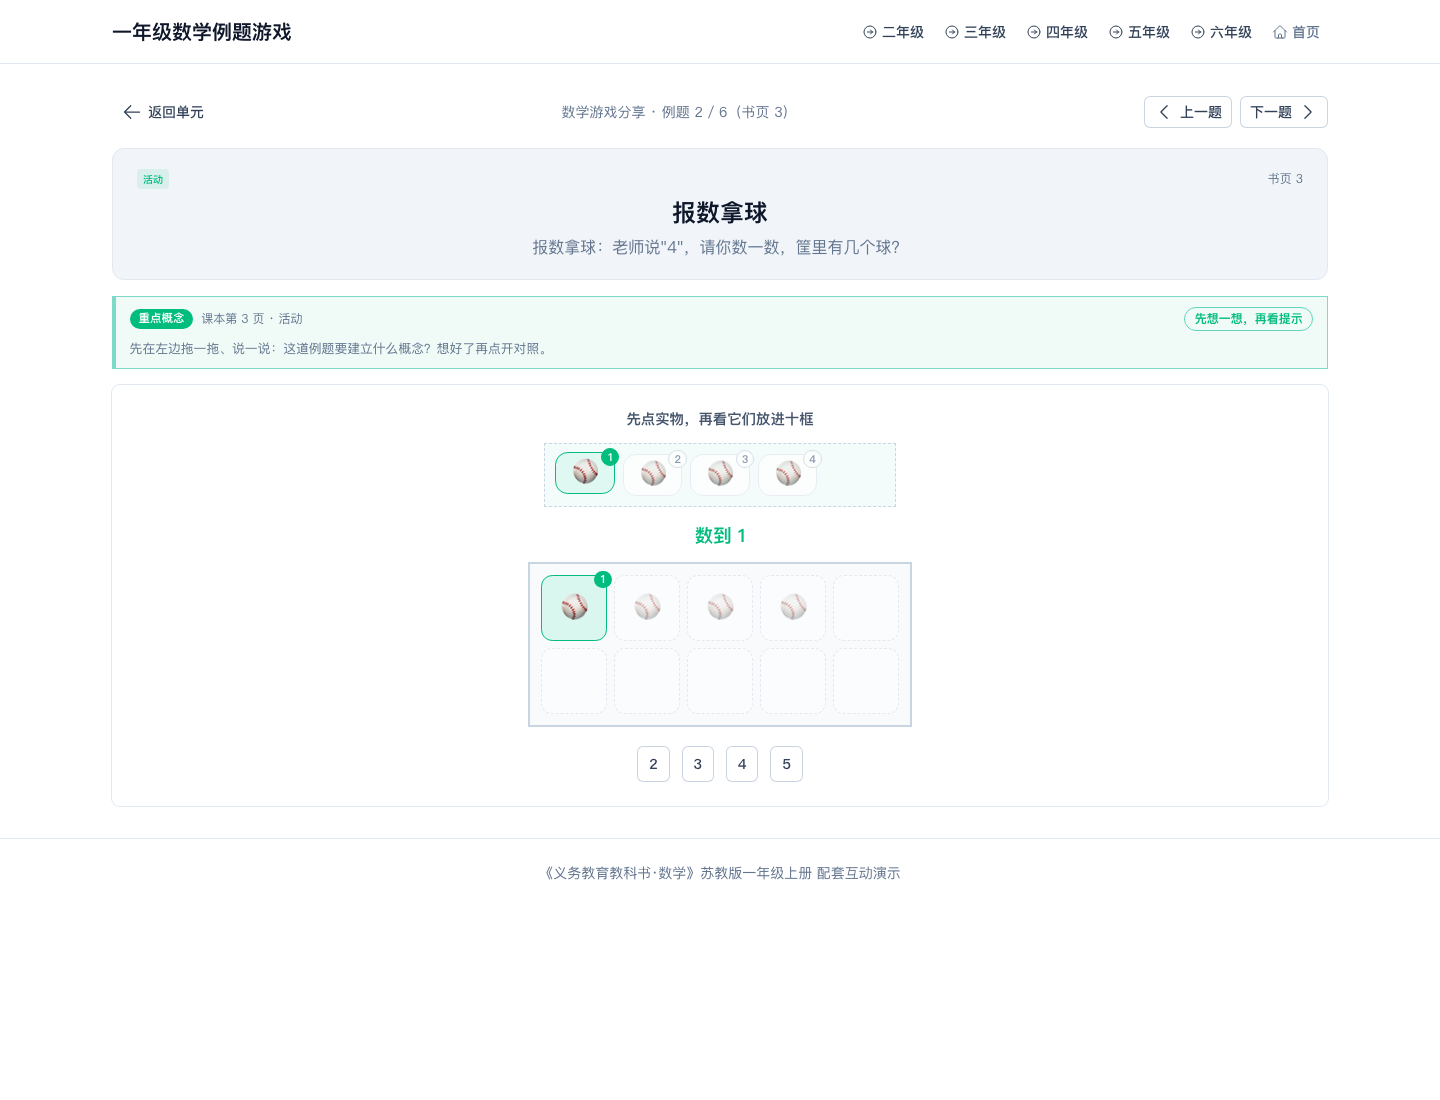 一年级数学例题游戏
二年级 三年级 四年级 五年级 六年级 首页
返回单元
数学游戏分享 · 例题 2 / 6（书页 3）
上一题 下一题
活动
书页 3
报数拿球
报数拿球：老师说"4"，请你数一数，筐里有几个球？
重点概念 课本第 3 页 · 活动
先想一想，再看提示
先在左边拖一拖、说一说：这道例题要建立什么概念？想好了再点开对照。
先点实物，再看它们放进十框
1 2 3 4
数到 1
1
2 3 4 5
《义务教育教科书·数学》苏教版一年级上册 配套互动演示